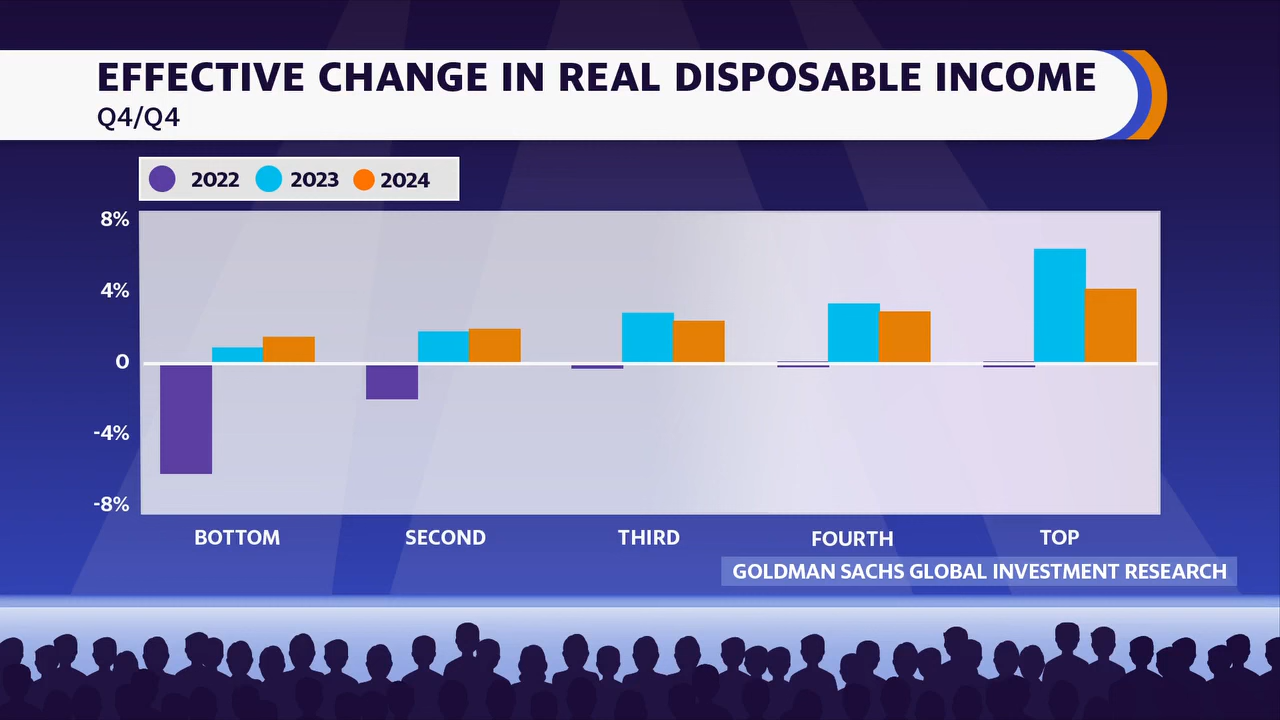 EFFECTIVE CHANGE IN REAL DISPOSABLE INCOME
Q4/Q4
2022 2023 2024
8%
4%
0
-4%
-8%
BOTTOM SECOND THIRD FOURTH TOP
GOLDMAN SACHS GLOBAL INVESTMENT RESEARCH